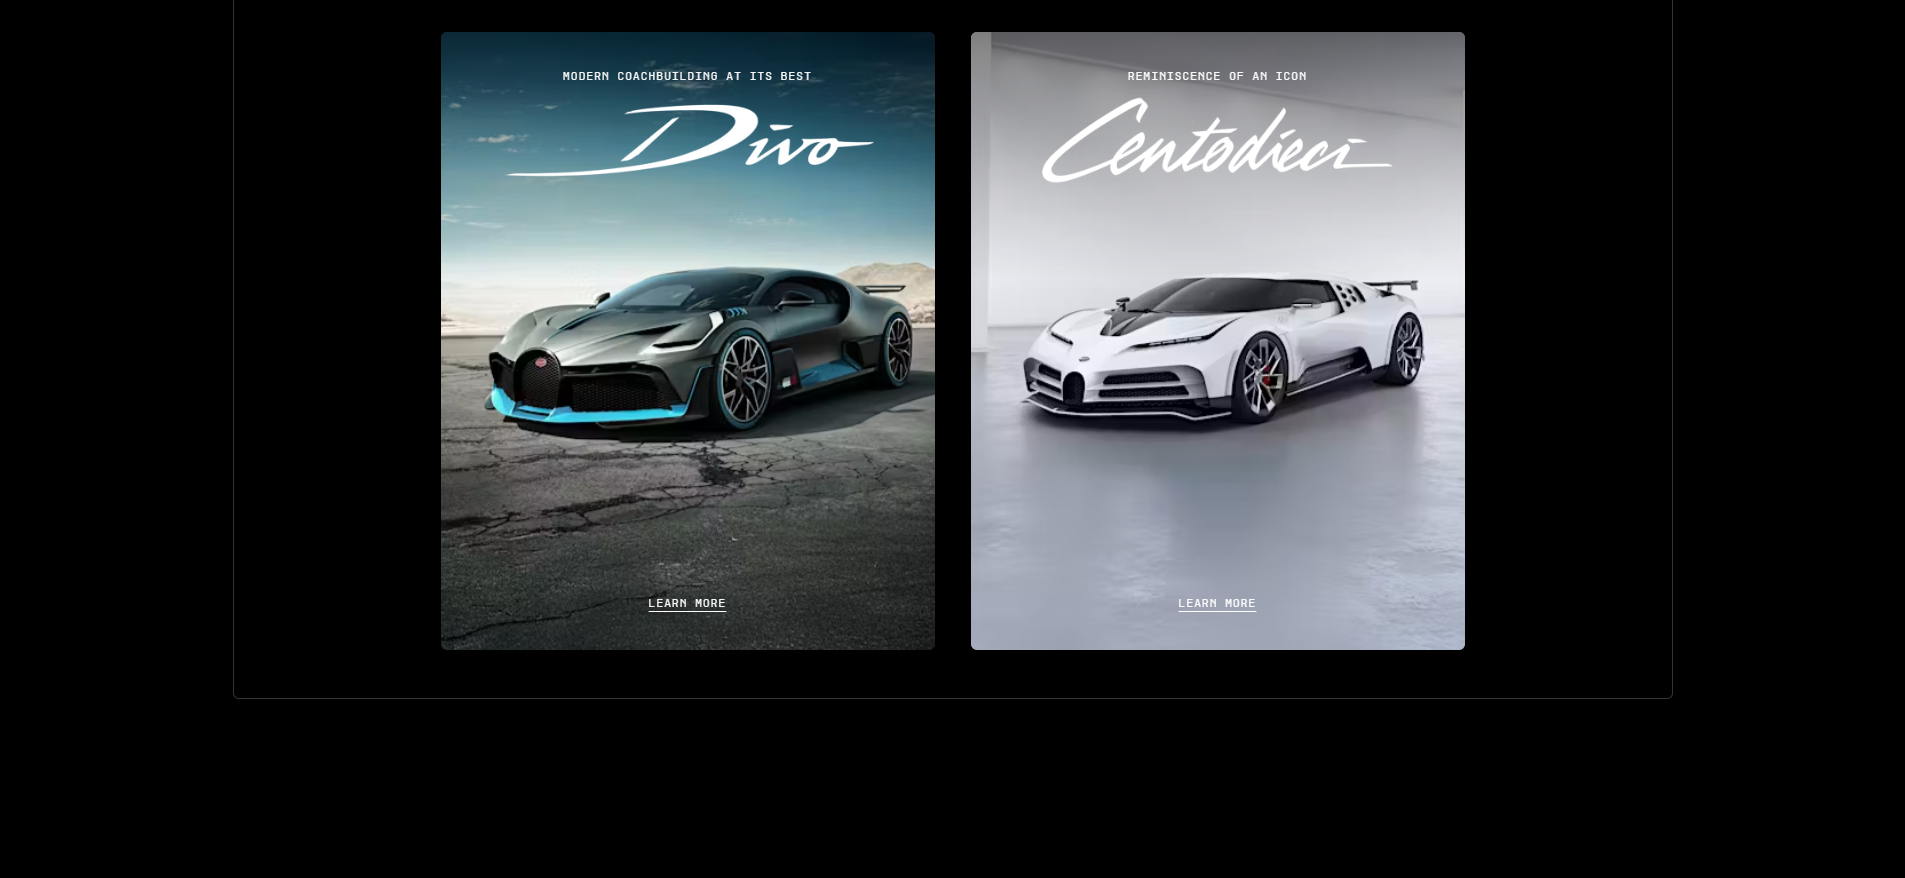 MODERN COACHBUILDING AT ITS BEST
Divo
LEARN MORE
REMINISCENCE OF AN ICON
Centodieci
LEARN MORE